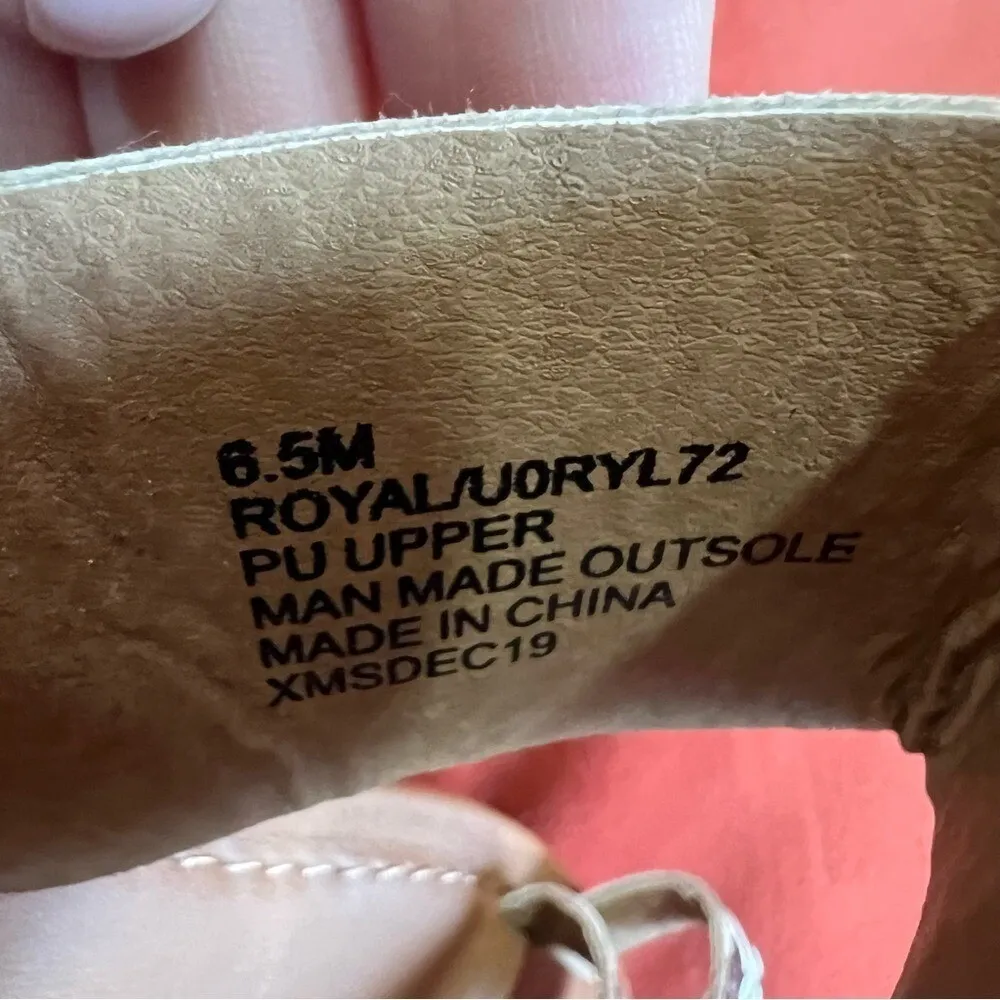 6.5M
ROYAL/U0RYL72
PU UPPER
MAN MADE OUTSOLE
MADE IN CHINA
XMSDEC19